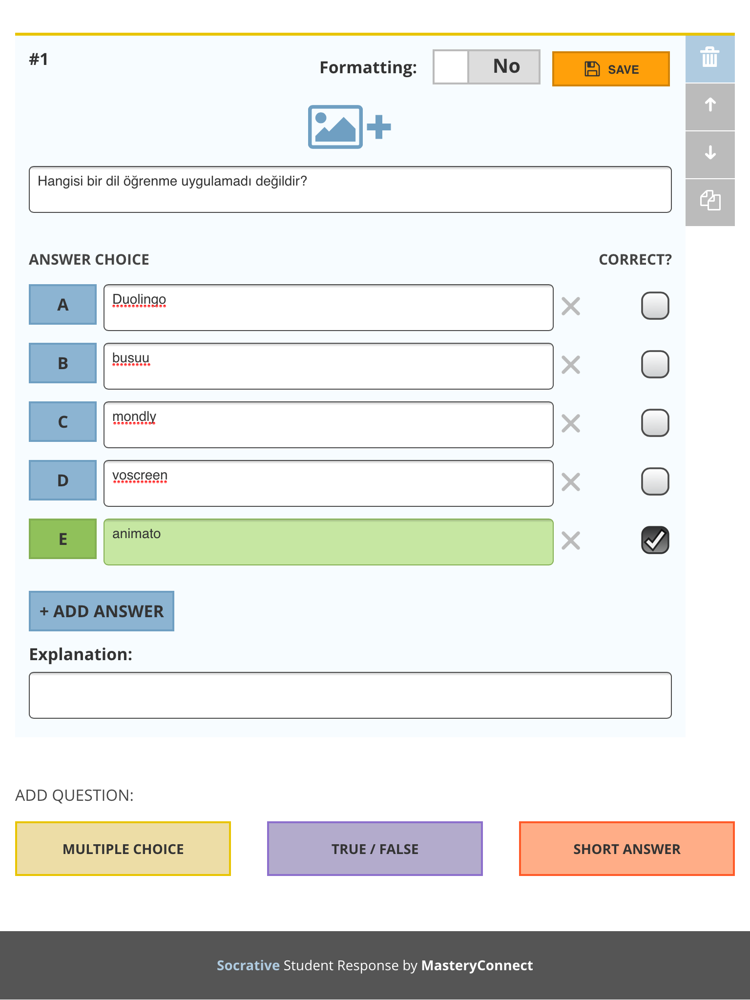 #1
Formatting:
No
SAVE
Hangisi bir dil öğrenme uygulamadı değildir?
ANSWER CHOICE
CORRECT?
A
Duolingo
B
busuu
C
mondly
D
voscreen
E
animato
+ ADD ANSWER
Explanation:
ADD QUESTION:
MULTIPLE CHOICE
TRUE / FALSE
SHORT ANSWER
Socrative Student Response by MasteryConnect